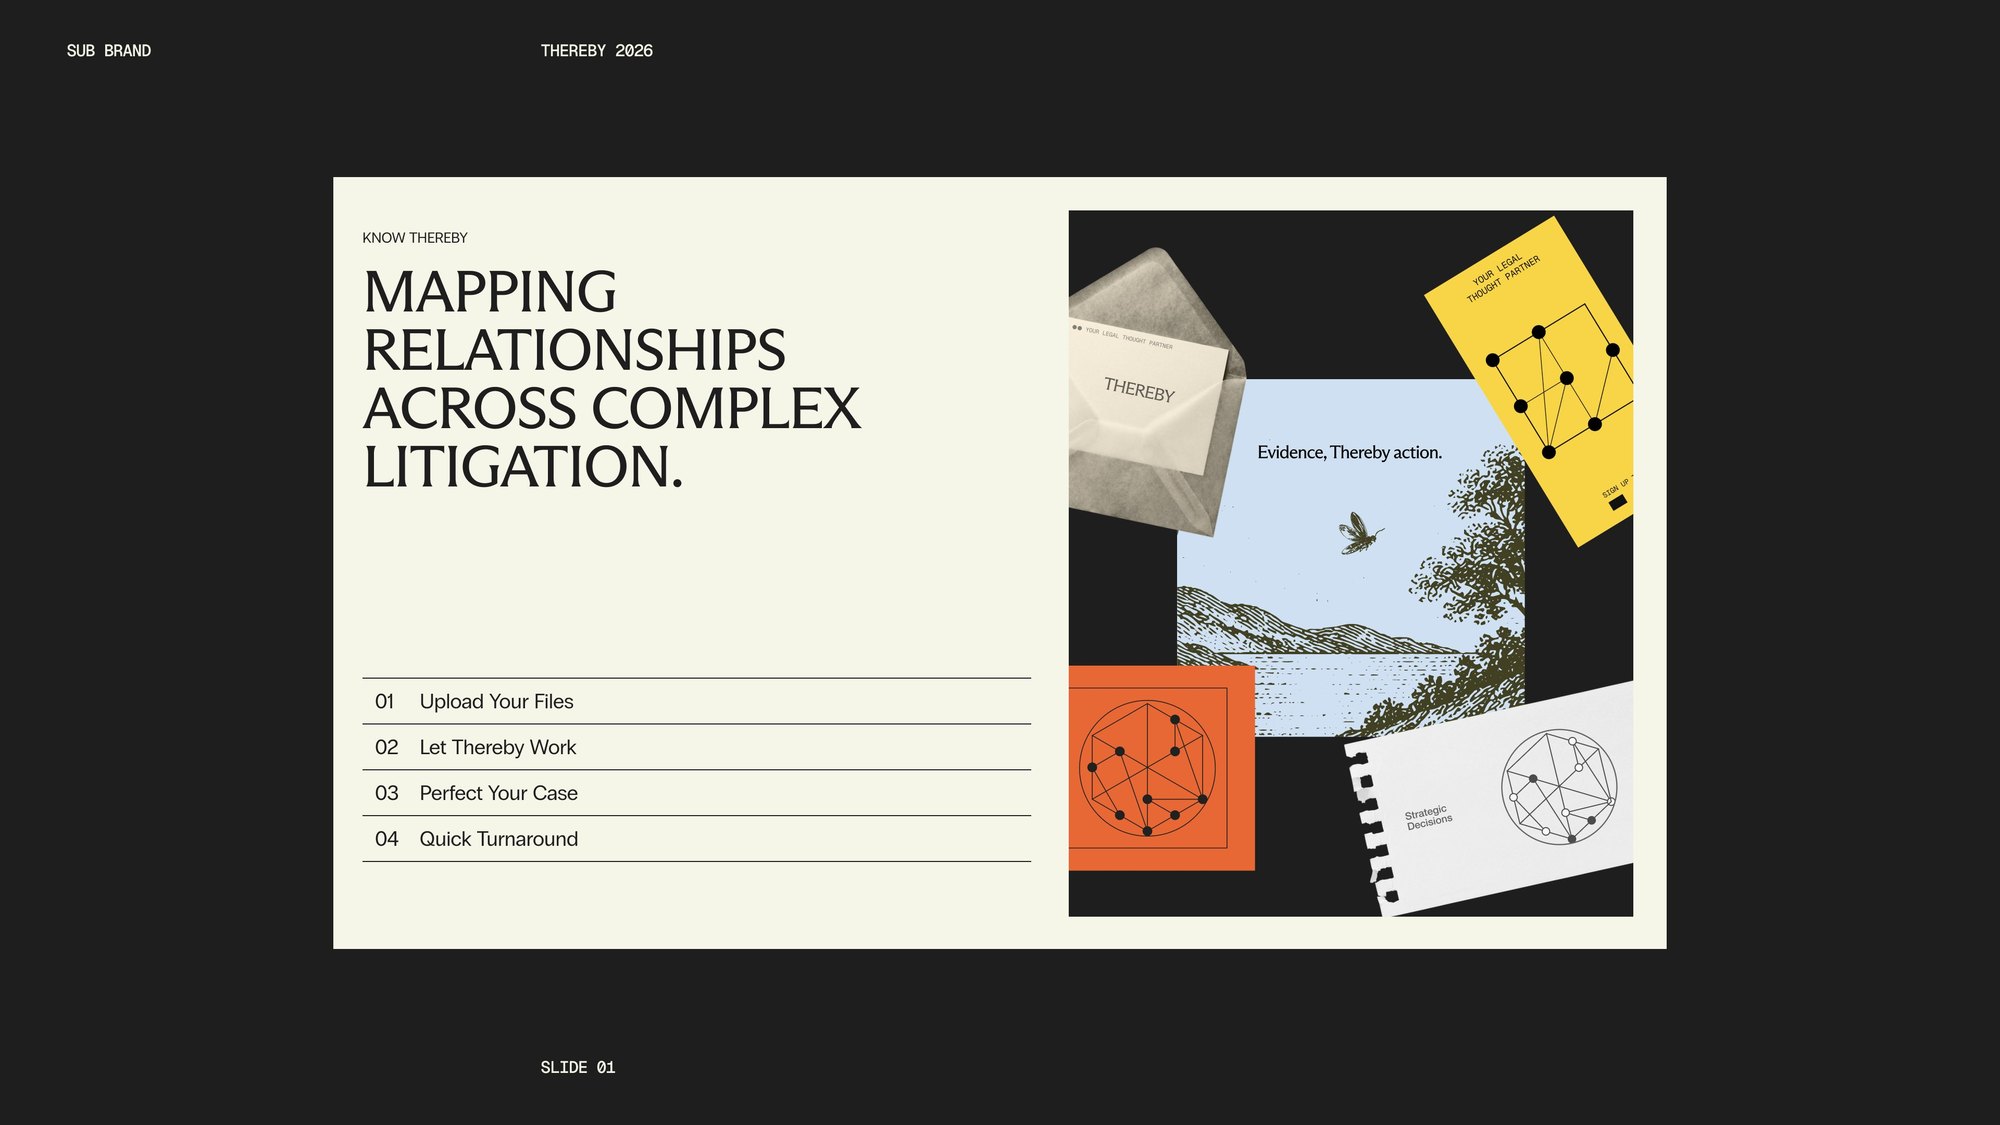 SUB BRAND
THEREBY 2026
KNOW THEREBY
MAPPING
RELATIONSHIPS
ACROSS COMPLEX
LITIGATION.
01 Upload Your Files
02 Let Thereby Work
03 Perfect Your Case
04 Quick Turnaround
YOUR LEGAL THOUGHT PARTNER
THEREBY
YOUR LEGAL
THOUGHT PARTNER
SIGN UP
Evidence, Thereby action.
Strategic
Decisions
SLIDE 01